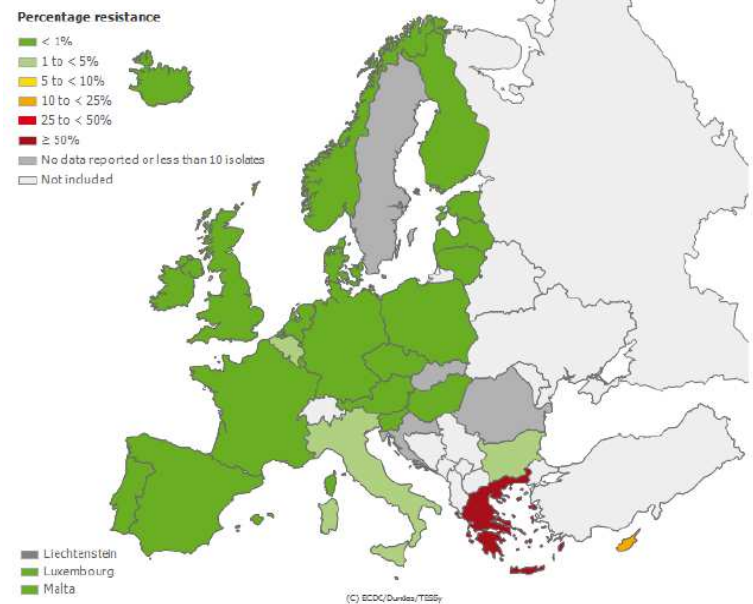 Percentage resistance
< 1%
1 to < 5%
5 to < 10%
10 to < 25%
25 to < 50%
≥ 50%
No data reported or less than 10 isolates
Not included
Liechtenstein
Luxembourg
Malta
(C) ECDC/Dundas/TESSy